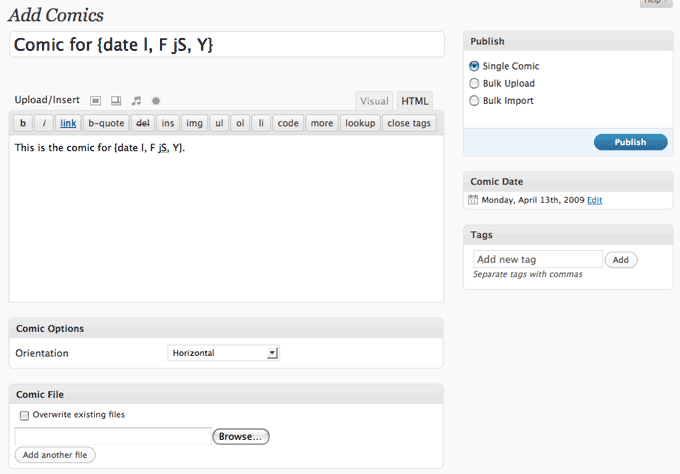 Help
Add Comics
Comic for {date l, F jS, Y}
Upload/Insert
Visual
HTML
b
i
link
b-quote
del
ins
img
ul
ol
li
code
more
lookup
close tags
This is the comic for {date l, F jS, Y}.
Comic Options
Orientation
Horizontal
Comic File
Overwrite existing files
Browse...
Add another file
Publish
Single Comic
Bulk Upload
Bulk Import
Publish
Comic Date
Monday, April 13th, 2009 Edit
Tags
Add new tag
Add
Separate tags with commas